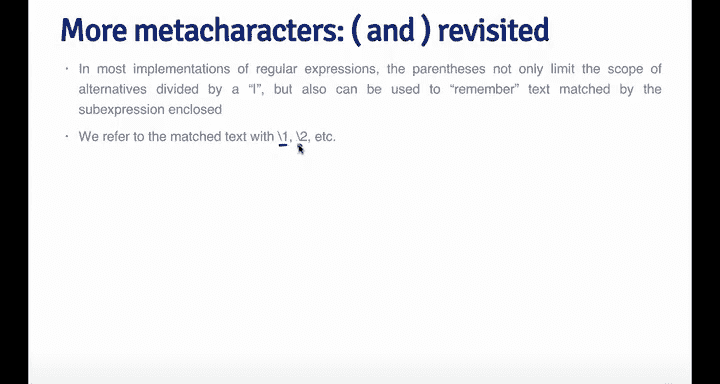 More metacharacters: ( and ) revisited
· In most implementations of regular expressions, the parentheses not only limit the scope of
alternatives divided by a "|", but also can be used to "remember" text matched by the
subexpression enclosed
· We refer to the matched text with \1, \2, etc.